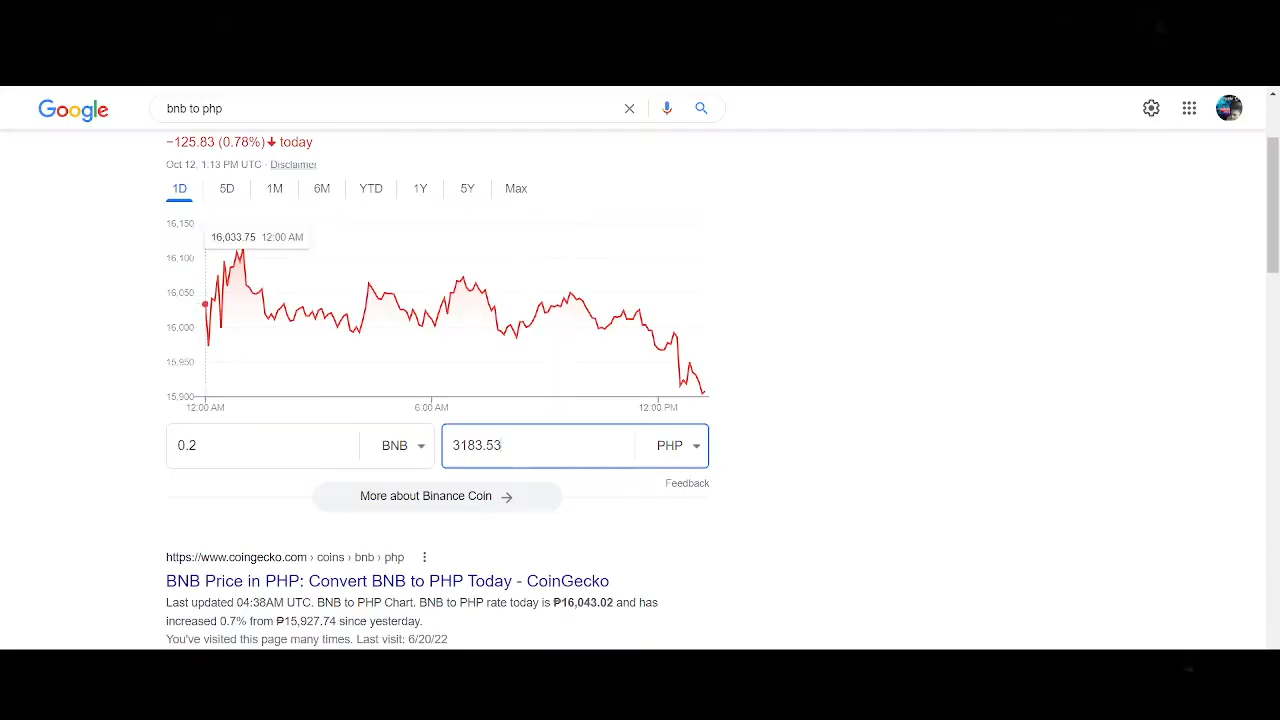 Google
bnb to php
−125.83 (0.78%) today
Oct 12, 1:13 PM UTC · Disclaimer
1D 5D 1M 6M YTD 1Y 5Y Max
16,150
16,033.75 12:00 AM
16,100
16,050
16,000
15,950
15,900
12:00 AM 6:00 AM 12:00 PM
0.2 BNB 3183.53 PHP
Feedback
More about Binance Coin
https://www.coingecko.com › coins › bnb › php
BNB Price in PHP: Convert BNB to PHP Today - CoinGecko
Last updated 04:38AM UTC. BNB to PHP Chart. BNB to PHP rate today is ₱16,043.02 and has
increased 0.7% from ₱15,927.74 since yesterday.
You've visited this page many times. Last visit: 6/20/22